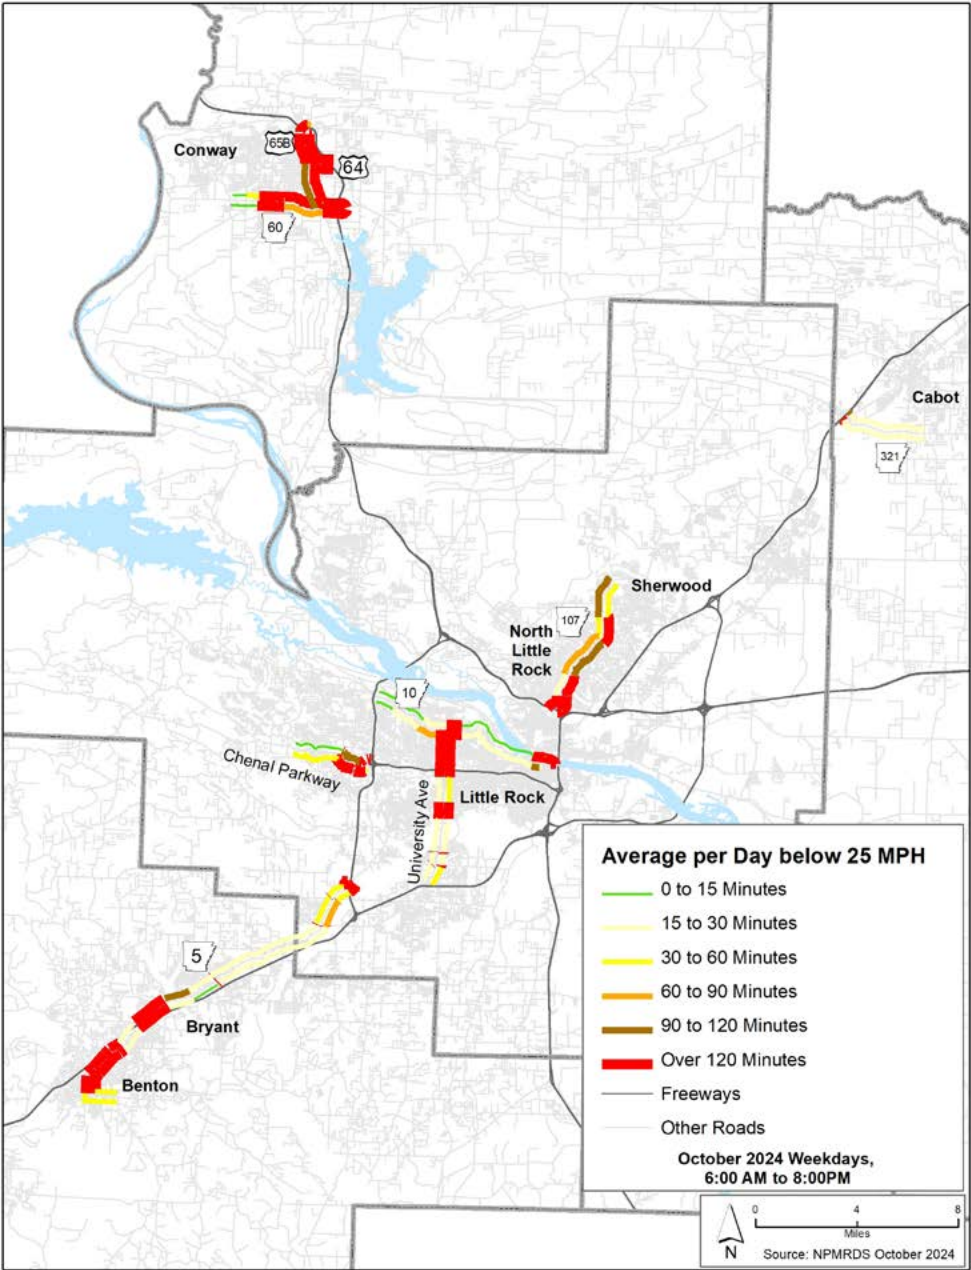 Conway
65B
64
60
Cabot
321
Sherwood
107
North
Little
Rock
10
Chenal Parkway
Little Rock
University Ave
5
Bryant
Benton
Average per Day below 25 MPH
0 to 15 Minutes
15 to 30 Minutes
30 to 60 Minutes
60 to 90 Minutes
90 to 120 Minutes
Over 120 Minutes
Freeways
Other Roads
October 2024 Weekdays,
6:00 AM to 8:00PM
0 4 8
Miles
N
Source: NPMRDS October 2024